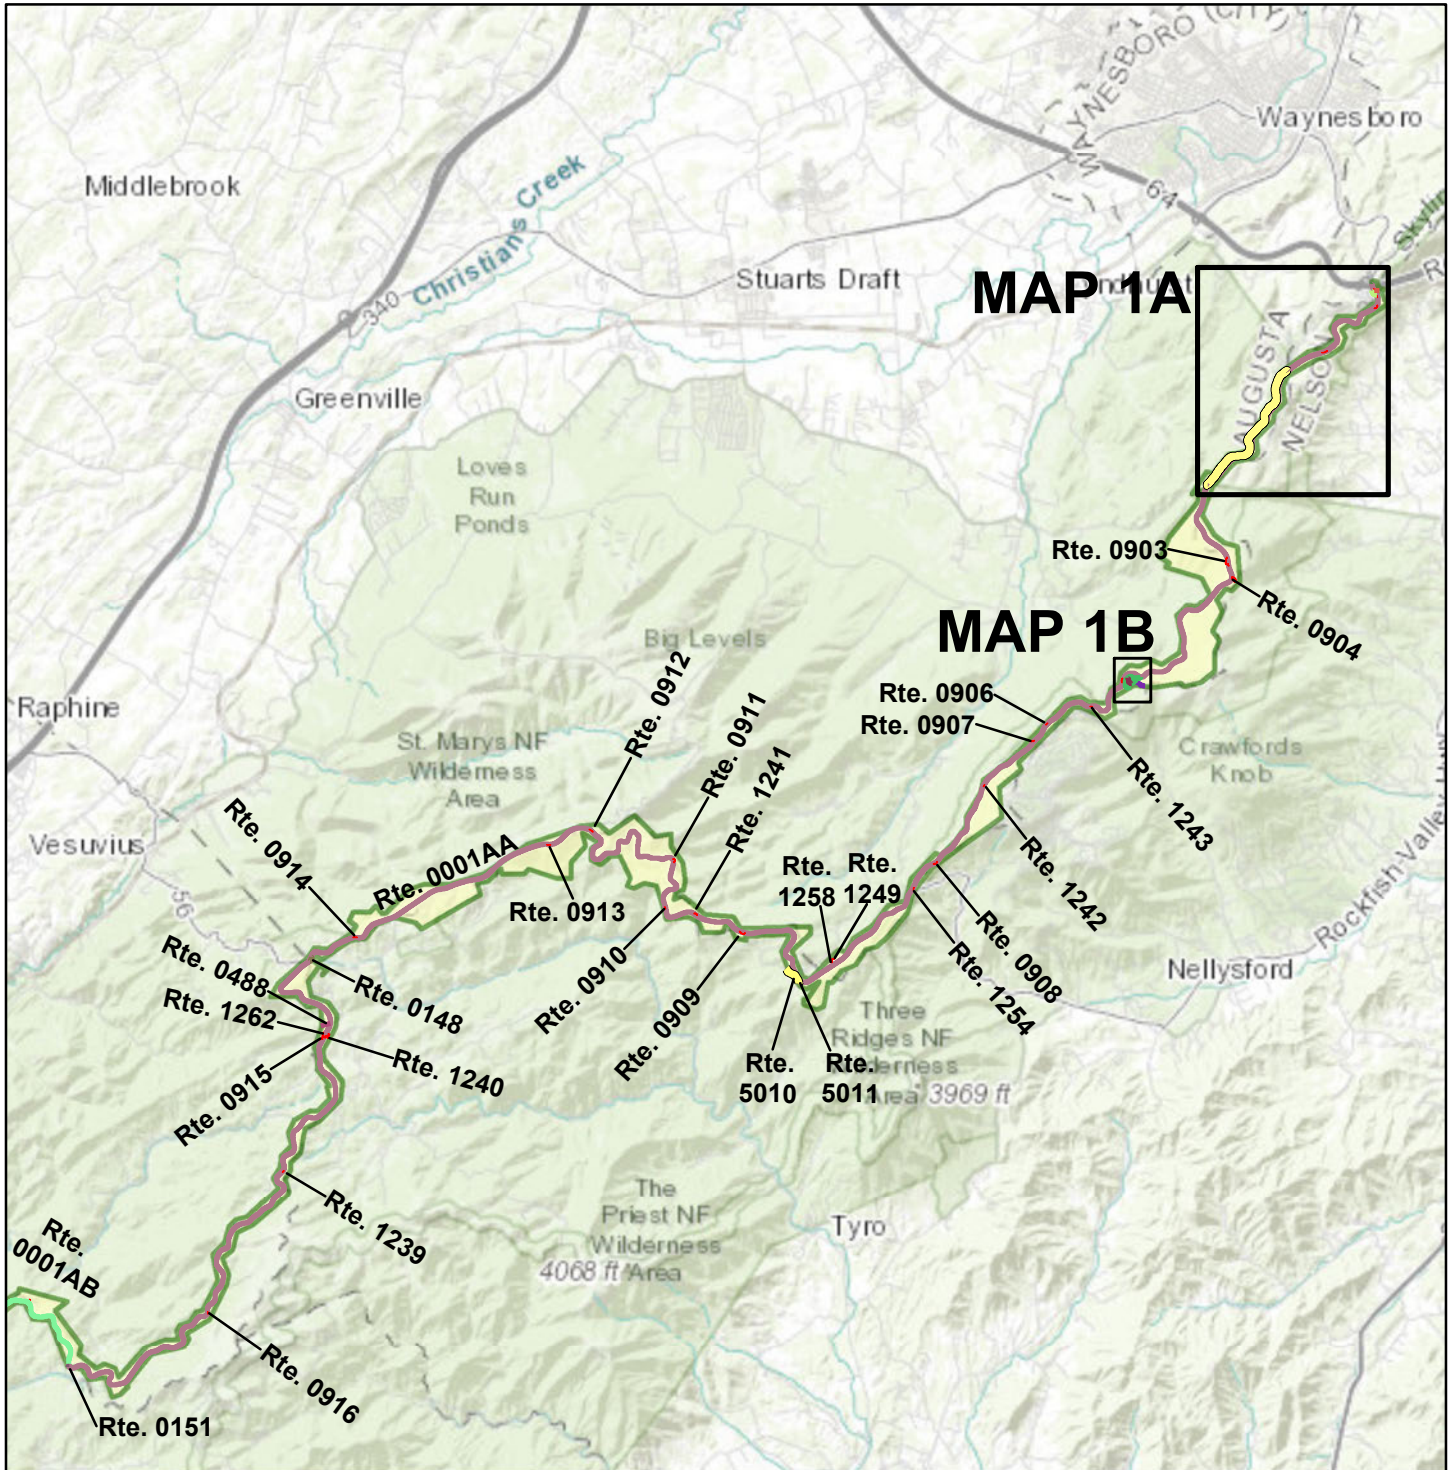 WAYNESBORO (CITY)
WAYNESBORO
Waynesboro
Middlebrook
64
Christians Creek
Stuarts Draft
MAP 1A
340
AUGUSTA
NELSON
Greenville
Loves
Run
Ponds
Rte. 0903
Rte. 0904
MAP 1B
Big Levels
Rte. 0912
Rte. 0906
Rte. 0907
Raphine
Rte. 0911
St. Marys NF
Wilderness
Area
Crawfords
Knob
Rte. 1241
Rte. 1243
Vesuvius
Rte. 0914
Rte. 0001AA
Rte.
1258
Rte.
1249
Rte. 1242
56
Rte. 0913
Rockfish Valley
Rte. 0910
Rte. 0908
Rte. 0488
Rte. 0148
Nellysford
Rte. 1262
Rte. 0909
Rte. 1254
Three
Ridges NF
Wilderness
Area
3969 ft
Rte. 0915
Rte. 1240
Rte.
5010
Rte.
5011
The
Priest NF
Wilderness
Area
4068 ft
Rte. 1239
Tyro
Rte.
0001AB
Rte. 0916
Rte. 0151